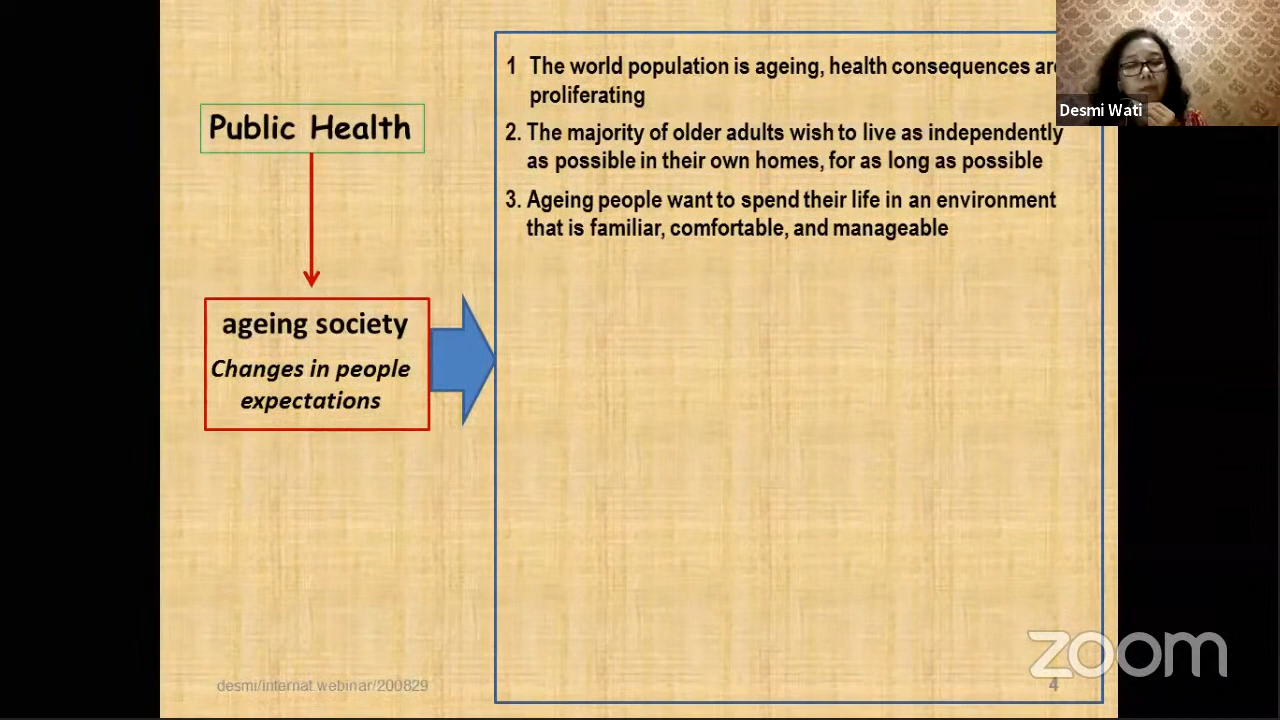 1 The world population is ageing, health consequences are
proliferating
Desmi Wati
Public Health
2. The majority of older adults wish to live as independently
as possible in their own homes, for as long as possible
3. Ageing people want to spend their life in an environment
that is familiar, comfortable, and manageable
ageing society
Changes in people
expectations
zoom
desmi/internat.webinar/200829
4